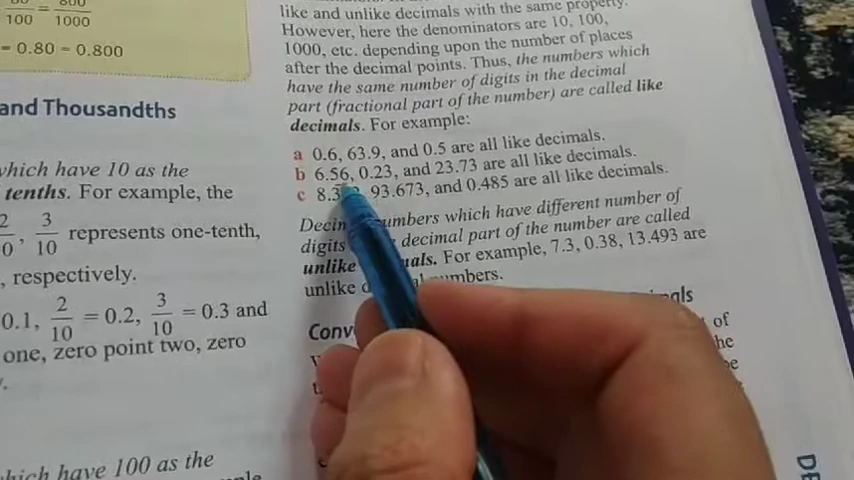 100 = 1000
= 0.80 = 0.800
and Thousandths
which have 10 as the
tenths. For example, the
2/0, 3/10 represents one-tenth,
, respectively.
0.1, 2/10 = 0.2, 3/10 = 0.3 and
one, zero point two, zero
which have 100 as the
like and unlike decimals with the same property.
However, here the denominators are 10, 100,
1000, etc. depending upon the number of places
after the decimal points. Thus, the numbers which
have the same number of digits in the decimal
part (fractional part of the number) are called like
decimals. For example:
a 0.6, 63.9, and 0.5 are all like decimals.
b 6.56, 0.23, and 23.73 are all like decimals.
c 93.673, and 0.485 are all like decimals.
numbers which have different number of
digits decimal part of the number are called
unlike For example, 7.3, 0.38, 13.493 are
unlike numbers.
of